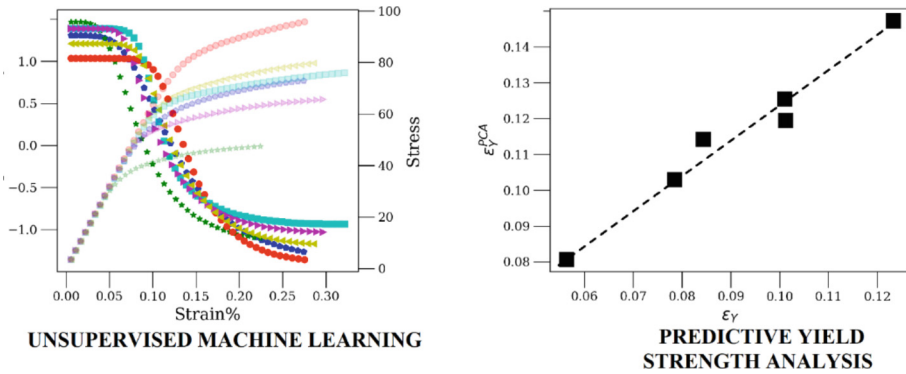 1.0
0.5
0.0
−0.5
−1.0
100
80
60
40
20
0
Stress
0.00 0.05 0.10 0.15 0.20 0.25 0.30
Strain%
UNSUPERVISED MACHINE LEARNING
0.14
0.13
0.12
0.11
0.10
0.09
0.08
ε_Y^PCA
0.06 0.07 0.08 0.09 0.10 0.11 0.12
ε_Y
PREDICTIVE YIELD
STRENGTH ANALYSIS